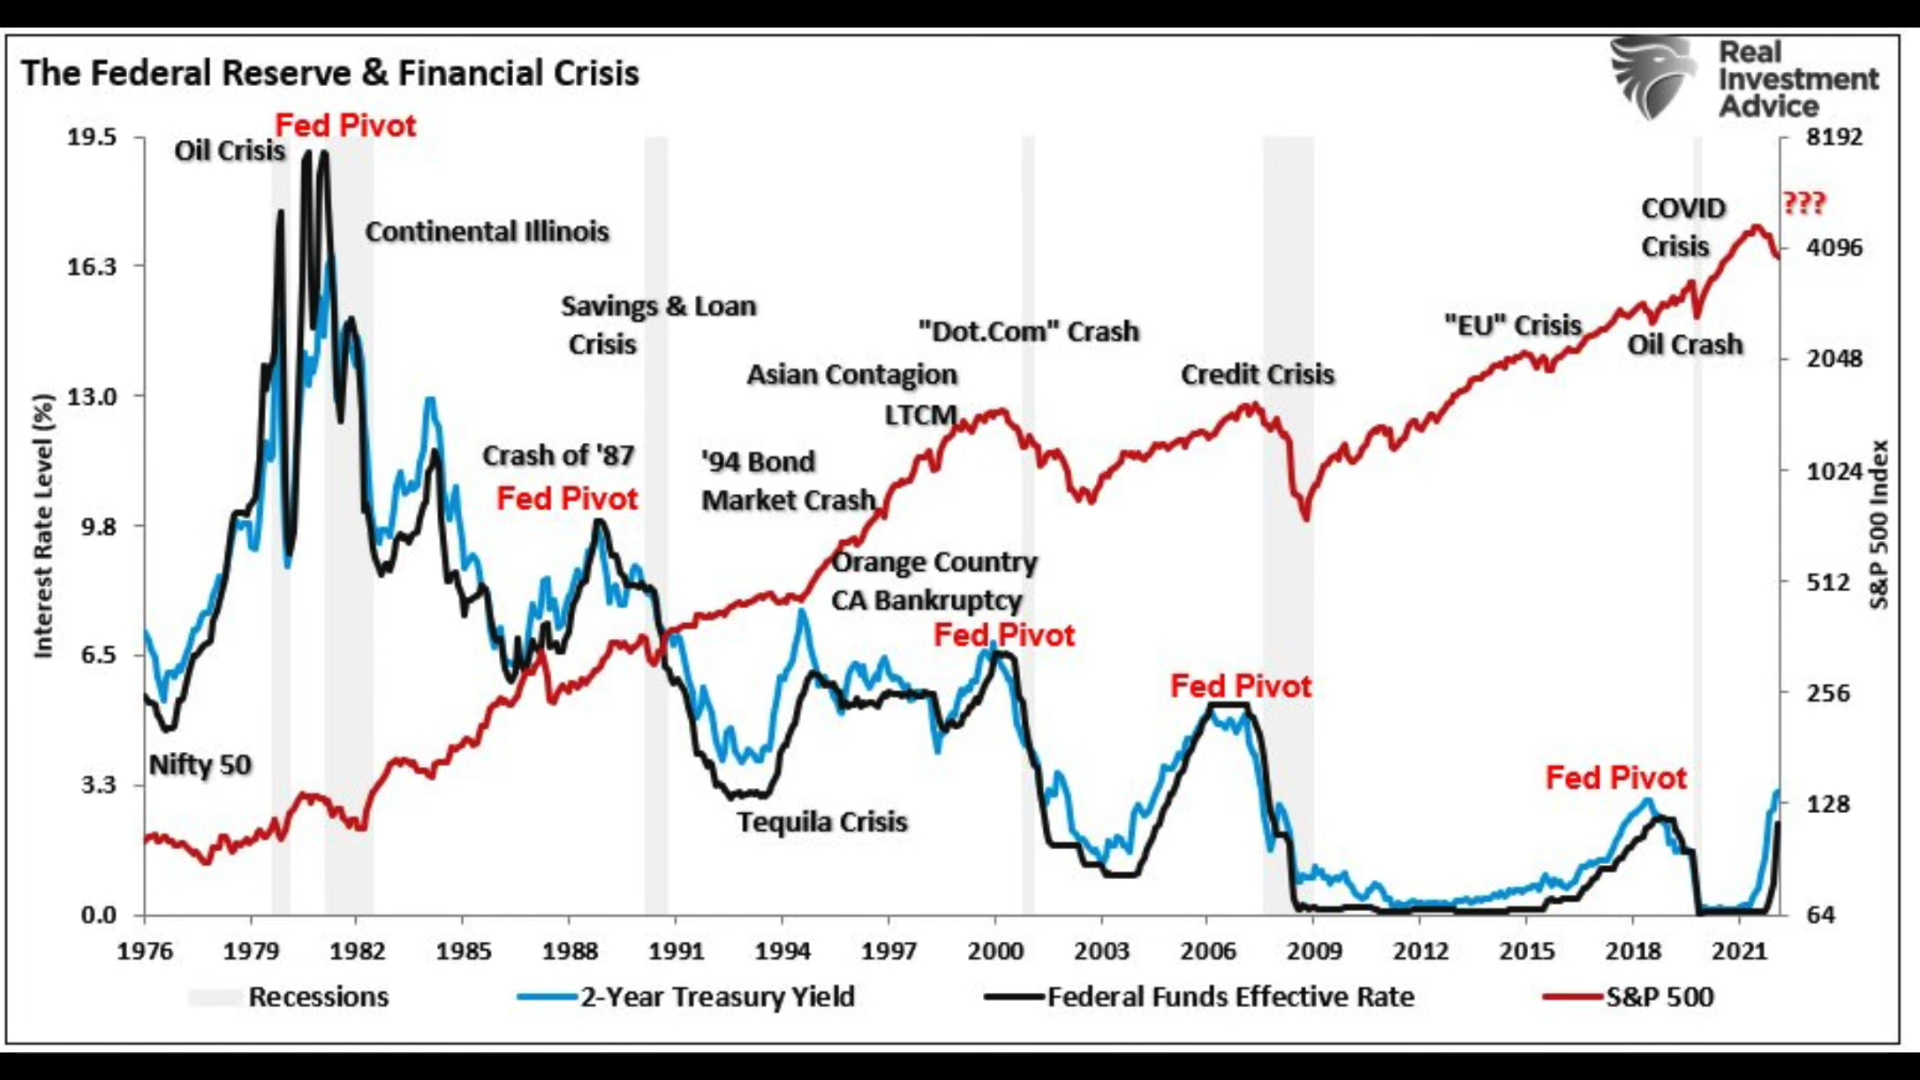 The Federal Reserve & Financial Crisis
Real
Investment
Advice
Fed Pivot
19.5
Oil Crisis
8192
COVID
Crisis
???
Continental Illinois
4096
16.3
Savings & Loan
Crisis
"Dot.Com" Crash
"EU" Crisis
Oil Crash
2048
Asian Contagion
LTCM
Credit Crisis
13.0
Crash of '87
Fed Pivot
'94 Bond
Market Crash
1024
9.8
Orange Country
CA Bankruptcy
Fed Pivot
512
Interest Rate Level (%)
S&P 500 Index
6.5
Fed Pivot
256
Nifty 50
3.3
Fed Pivot
128
Tequila Crisis
0.0
64
1976 1979 1982 1985 1988 1991 1994 1997 2000 2003 2006 2009 2012 2015 2018 2021
Recessions 2-Year Treasury Yield Federal Funds Effective Rate S&P 500